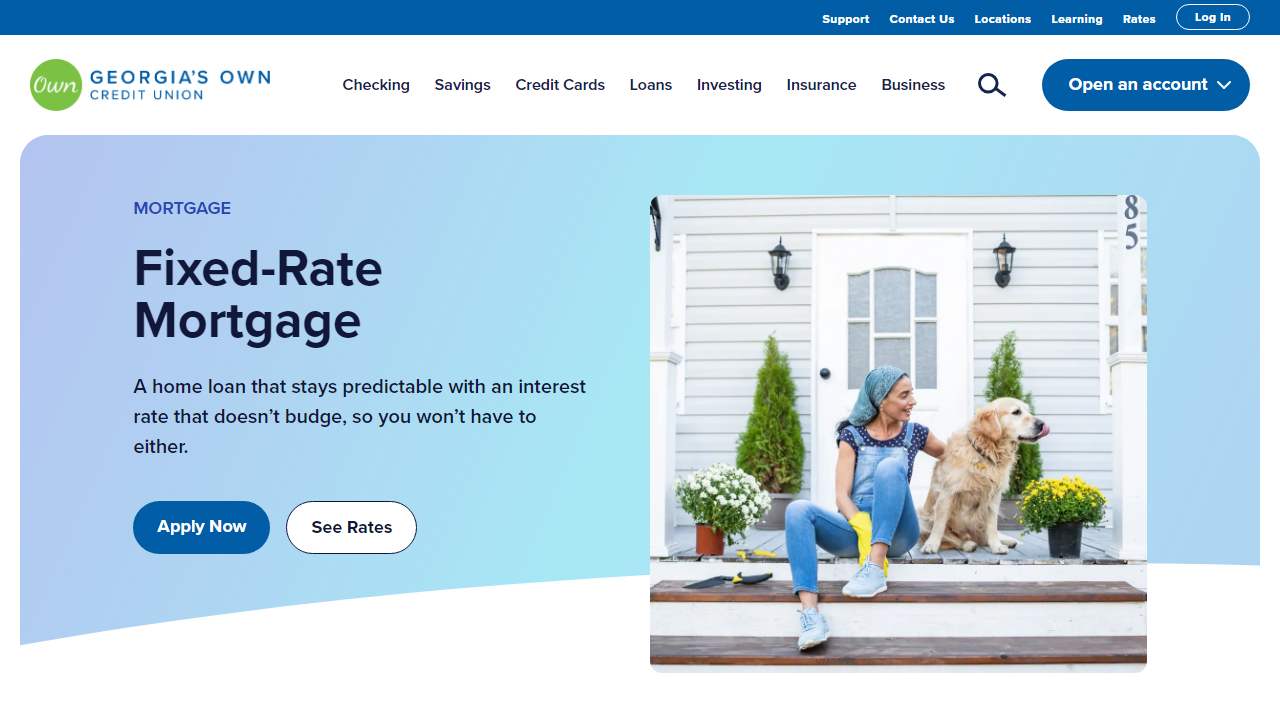 Support Contact Us Locations Learning Rates Log In
Own GEORGIA'S OWN
CREDIT UNION
Checking Savings Credit Cards Loans Investing Insurance Business Open an account
MORTGAGE
Fixed-Rate
Mortgage
A home loan that stays predictable with an interest
rate that doesn’t budge, so you won’t have to
either.
Apply Now See Rates
8
5